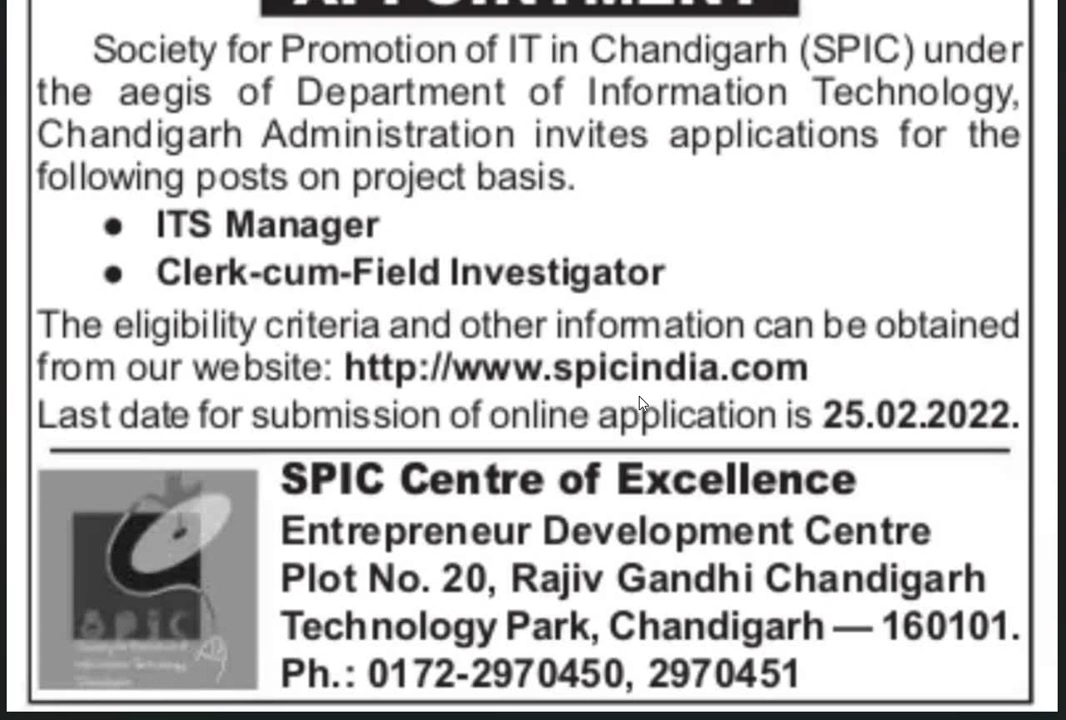 APPOINTMENT
Society for Promotion of IT in Chandigarh (SPIC) under
the aegis of Department of Information Technology,
Chandigarh Administration invites applications for the
following posts on project basis.
● ITS Manager
● Clerk-cum-Field Investigator
The eligibility criteria and other information can be obtained
from our website: http://www.spicindia.com
Last date for submission of online application is 25.02.2022.
SPIC Centre of Excellence
Entrepreneur Development Centre
Plot No. 20, Rajiv Gandhi Chandigarh
Technology Park, Chandigarh — 160101.
Ph.: 0172-2970450, 2970451
spic